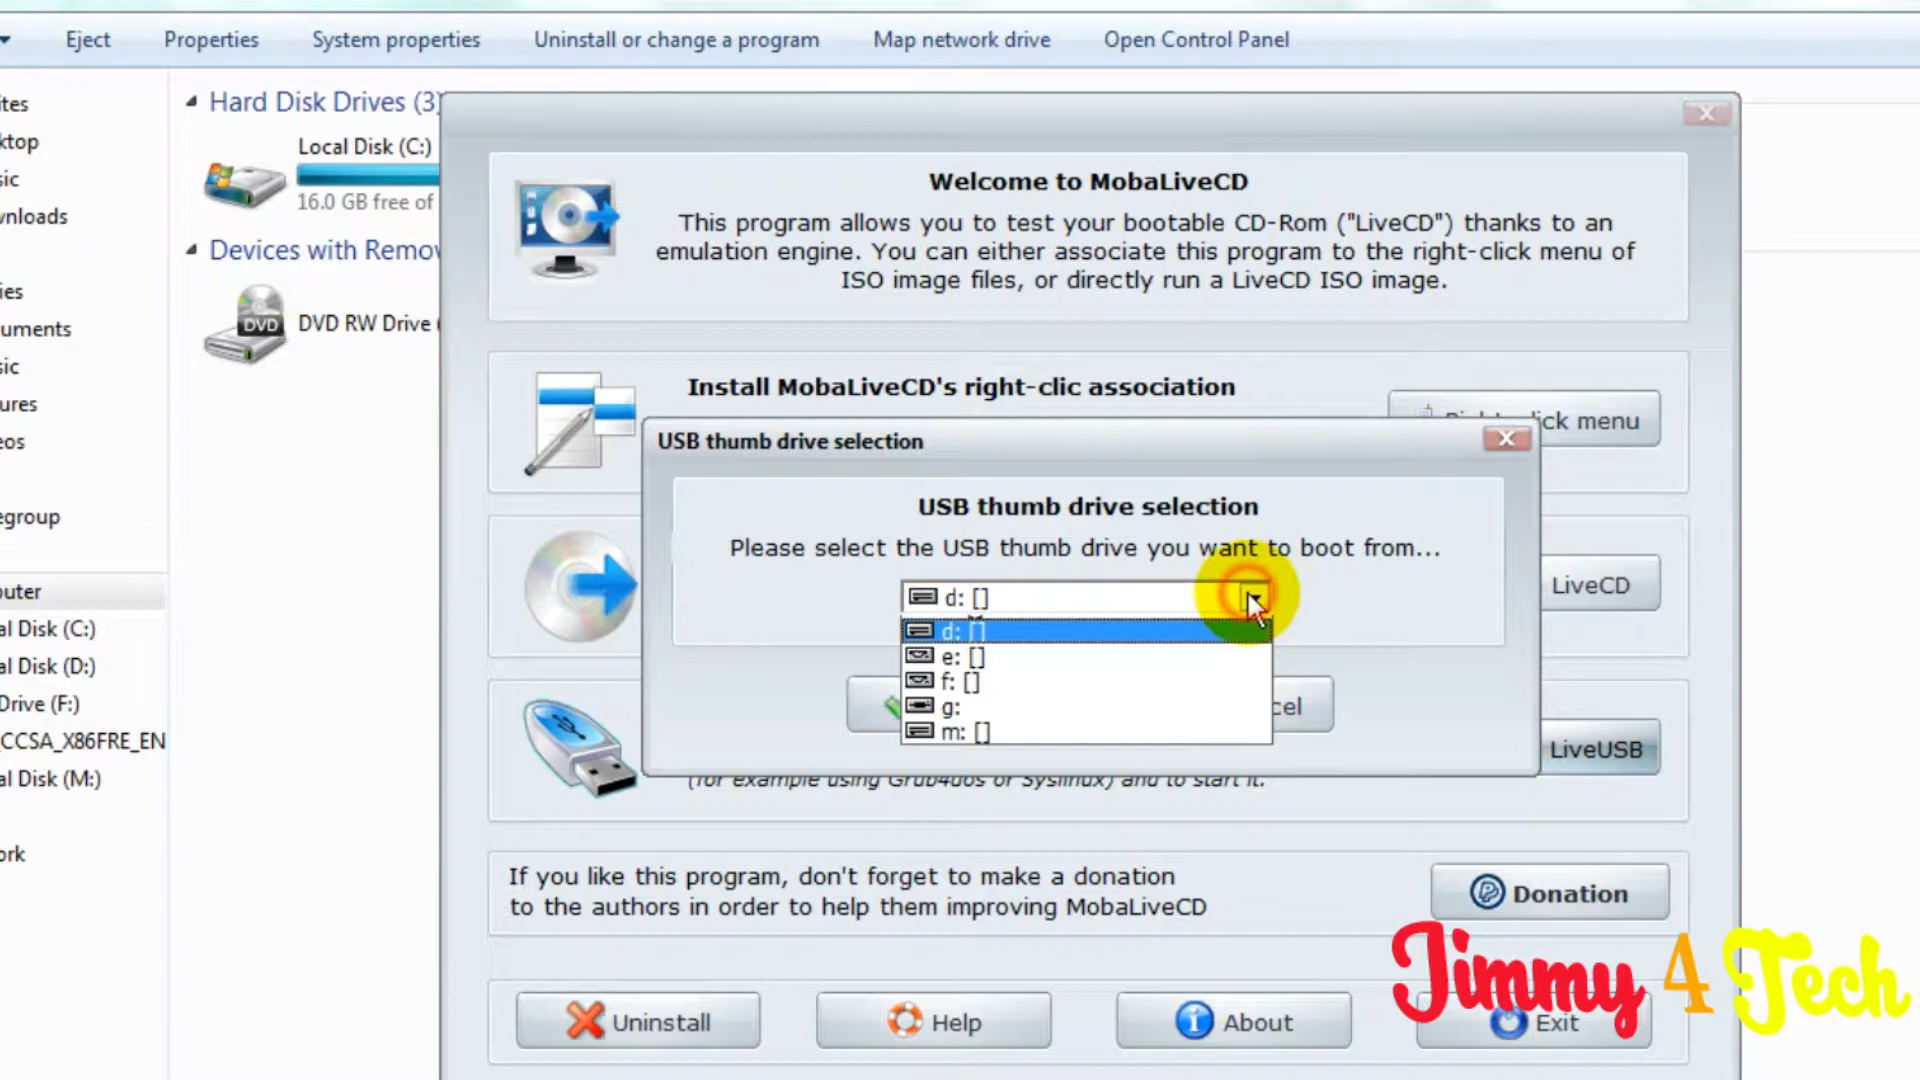 Eject Properties System properties Uninstall or change a program Map network drive Open Control Panel
ites
ktop
sic
wnloads
ies
uments
sic
ures
eos
egroup
outer
al Disk (C:)
al Disk (D:)
Drive (F:)
CCSA_X86FRE_EN
al Disk (M:)
ork
Hard Disk Drives (3)
Local Disk (C:)
16.0 GB free of
Devices with Remov
DVD
DVD RW Drive (
Welcome to MobaLiveCD
This program allows you to test your bootable CD-Rom ("LiveCD") thanks to an
emulation engine. You can either associate this program to the right-click menu of
ISO image files, or directly run a LiveCD ISO image.
Install MobaLiveCD's right-clic association
ck menu
USB thumb drive selection
USB thumb drive selection
Please select the USB thumb drive you want to boot from...
d: []
d: []
e: []
f: []
g:
m: []
cel
LiveCD
LiveUSB
(for example using Grub4dos or Syslinux) and to start it.
If you like this program, don't forget to make a donation
to the authors in order to help them improving MobaLiveCD
Donation
Uninstall Help About Exit
Jimmy 4 Tech